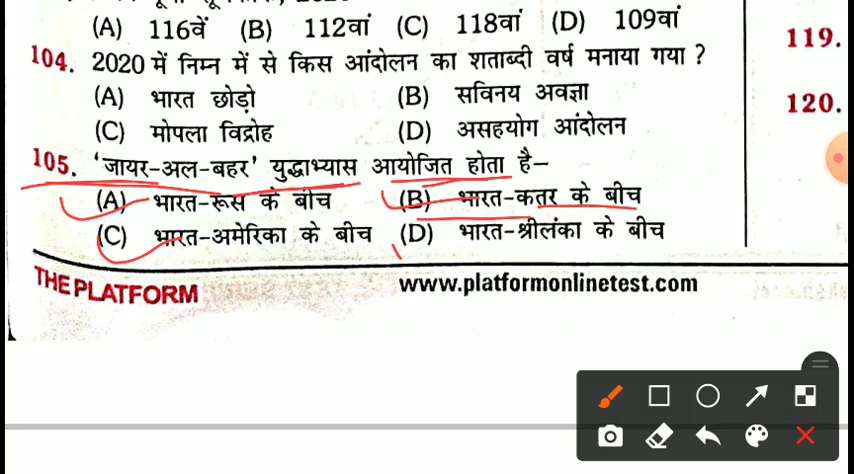 (A) 116वें (B) 112वां (C) 118वां (D) 109वां
119.
104. 2020 में निम्न में से किस आंदोलन का शताब्दी वर्ष मनाया गया ?
(A) भारत छोड़ो (B) सविनय अवज्ञा
120.
(C) मोपला विद्रोह (D) असहयोग आंदोलन
105. 'जायर-अल-बहर' युद्धाभ्यास आयोजित होता है–
(A) भारत-रूस के बीच (B) भारत-कतर के बीच
(C) भारत-अमेरिका के बीच (D) भारत-श्रीलंका के बीच
THE PLATFORM www.platformonlinetest.com